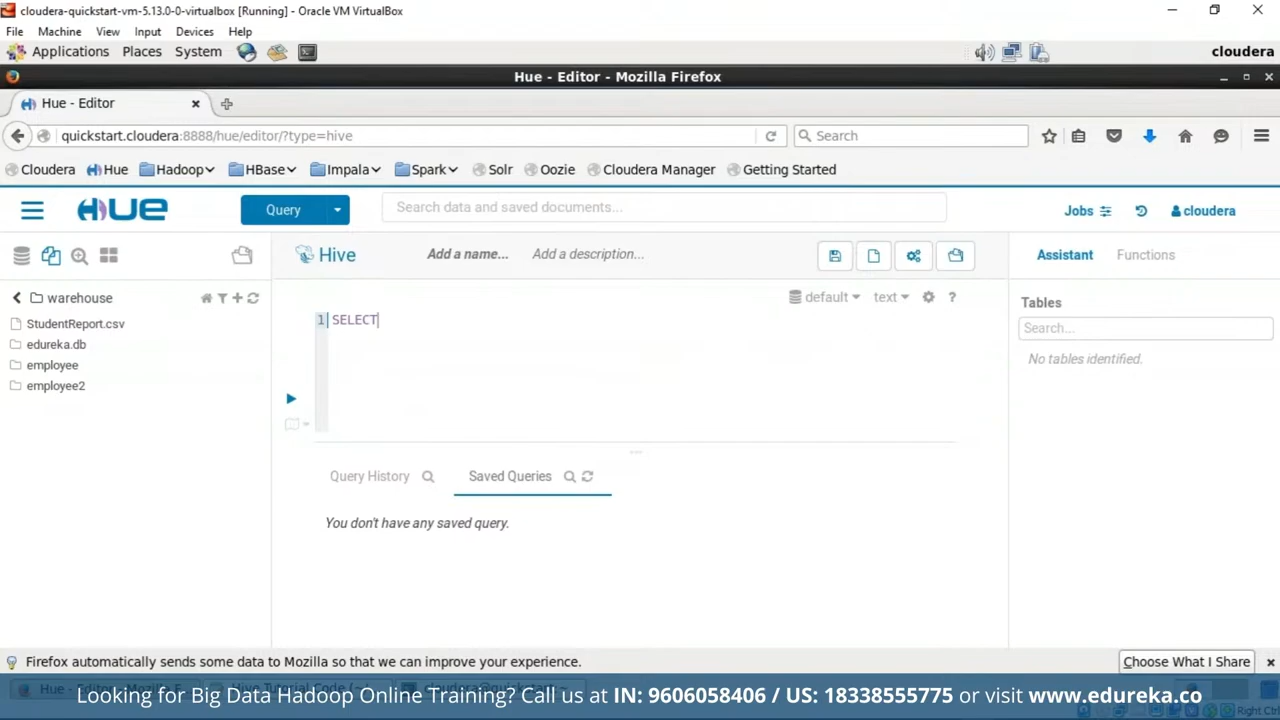 cloudera-quickstart-vm-5.13.0-0-virtualbox [Running] - Oracle VM VirtualBox
File Machine View Input Devices Help
Applications Places System cloudera
Hue - Editor - Mozilla Firefox
Hue - Editor
quickstart.cloudera:8888/hue/editor/?type=hive Search
Cloudera Hue Hadoop HBase Impala Spark Solr Oozie Cloudera Manager Getting Started
HUE Query Search data and saved documents... Jobs cloudera
Hive Add a name... Add a description... Assistant Functions
warehouse default text ? Tables
StudentReport.csv 1 SELECT Search...
edureka.db
employee No tables identified.
employee2
Query History Saved Queries
You don't have any saved query.
Firefox automatically sends some data to Mozilla so that we can improve your experience. Choose What I Share
Looking for Big Data Hadoop Online Training? Call us at IN: 9606058406 / US: 18338555775 or visit www.edureka.co
Right Ctrl